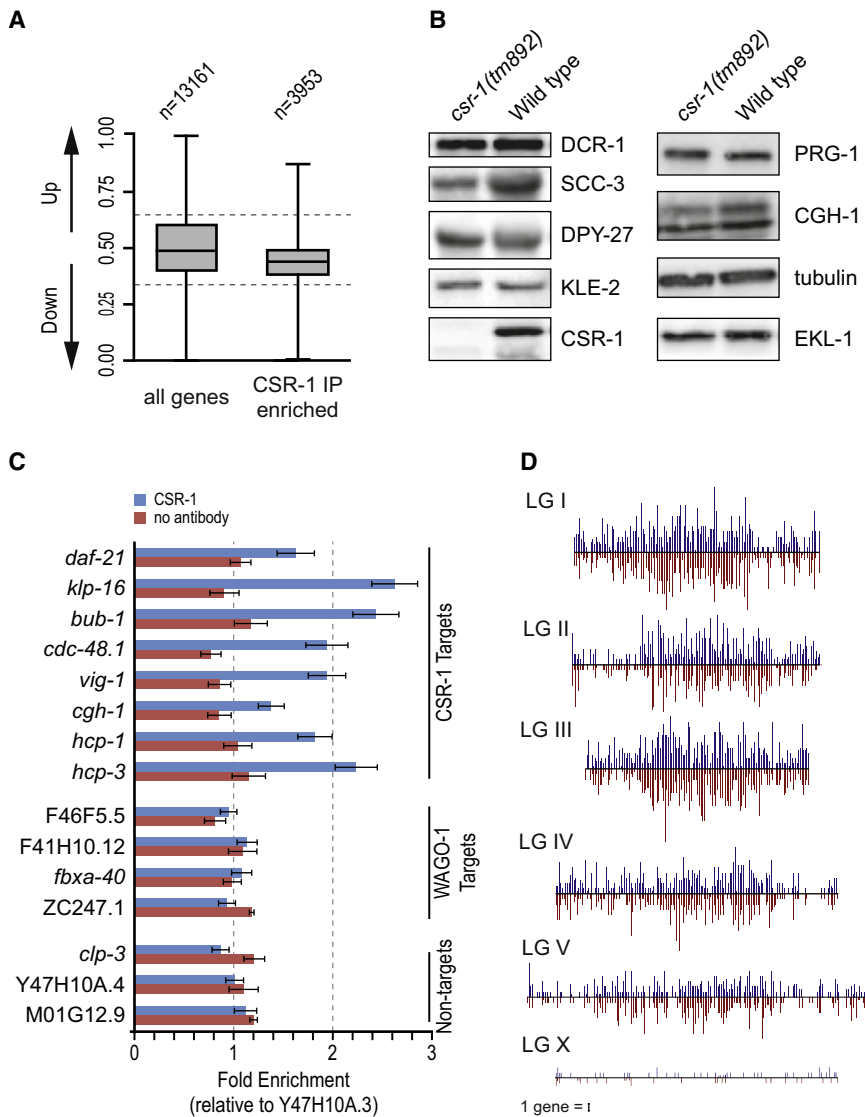 A
n=13161
n=3953
Up
Down
1.00
0.75
0.50
0.25
0.00
all genes
CSR-1 IP
enriched
B
csr-1(tm892)
Wild type
DCR-1
SCC-3
DPY-27
KLE-2
CSR-1
csr-1(tm892)
Wild type
PRG-1
CGH-1
tubulin
EKL-1
C
CSR-1
no antibody
daf-21
klp-16
bub-1
cdc-48.1
vig-1
cgh-1
hcp-1
hcp-3
CSR-1 Targets
F46F5.5
F41H10.12
fbxa-40
ZC247.1
WAGO-1
Targets
clp-3
Y47H10A.4
M01G12.9
Non-targets
0 1 2 3
Fold Enrichment
(relative to Y47H10A.3)
D
LG I
LG II
LG III
LG IV
LG V
LG X
1 gene =